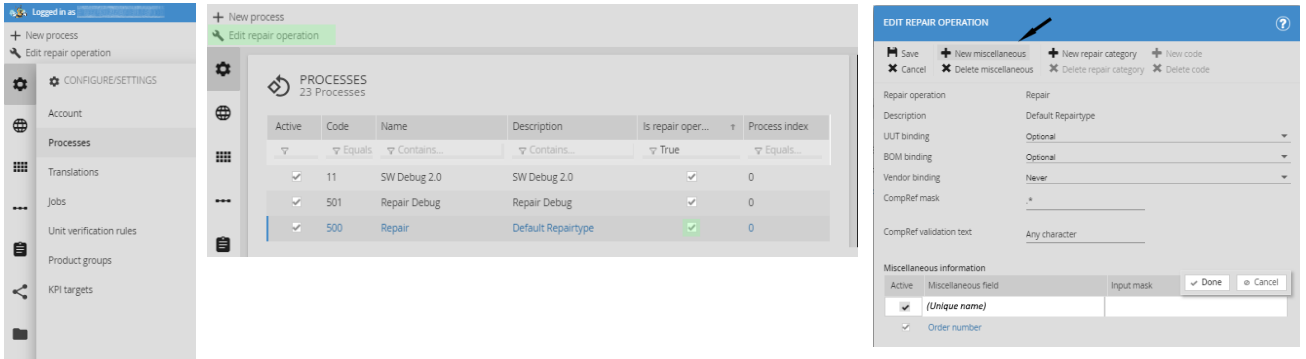 Logged in as
+ New process
Edit repair operation
CONFIGURE/SETTINGS
Account
Processes
Translations
Jobs
Unit verification rules
Product groups
KPI targets
+ New process
Edit repair operation
PROCESSES
23 Processes
Active Code Name Description Is repair oper... ↑ Process index
Equals Contains... Contains... True Equals...
11 SW Debug 2.0 SW Debug 2.0 0
501 Repair Debug Repair Debug 0
500 Repair Default Repairtype 0
EDIT REPAIR OPERATION ?
Save New miscellaneous New repair category New code
Cancel Delete miscellaneous Delete repair category Delete code
Repair operation Repair
Description Default Repairtype
UUT binding Optional
BOM binding Optional
Vendor binding Never
CompRef mask .*
CompRef validation text Any character
Miscellaneous information
Active Miscellaneous field Input mask Done Cancel
(Unique name)
Order number